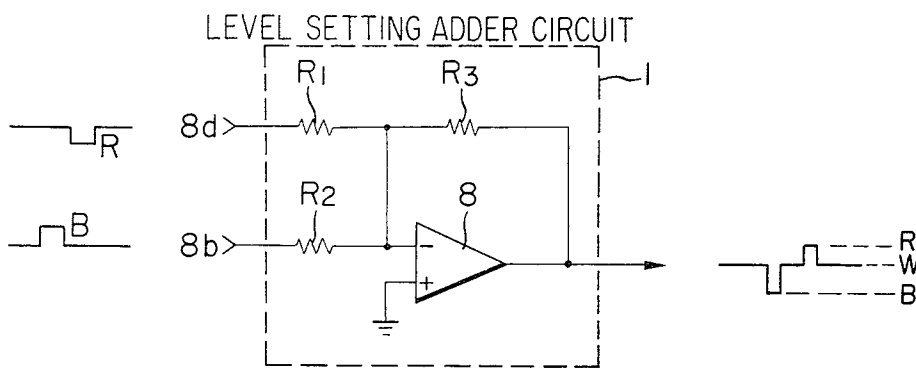 LEVEL SETTING ADDER CIRCUIT
R1
R3
1
8d
R
R2
8
B
8b
−
+
R
W
B